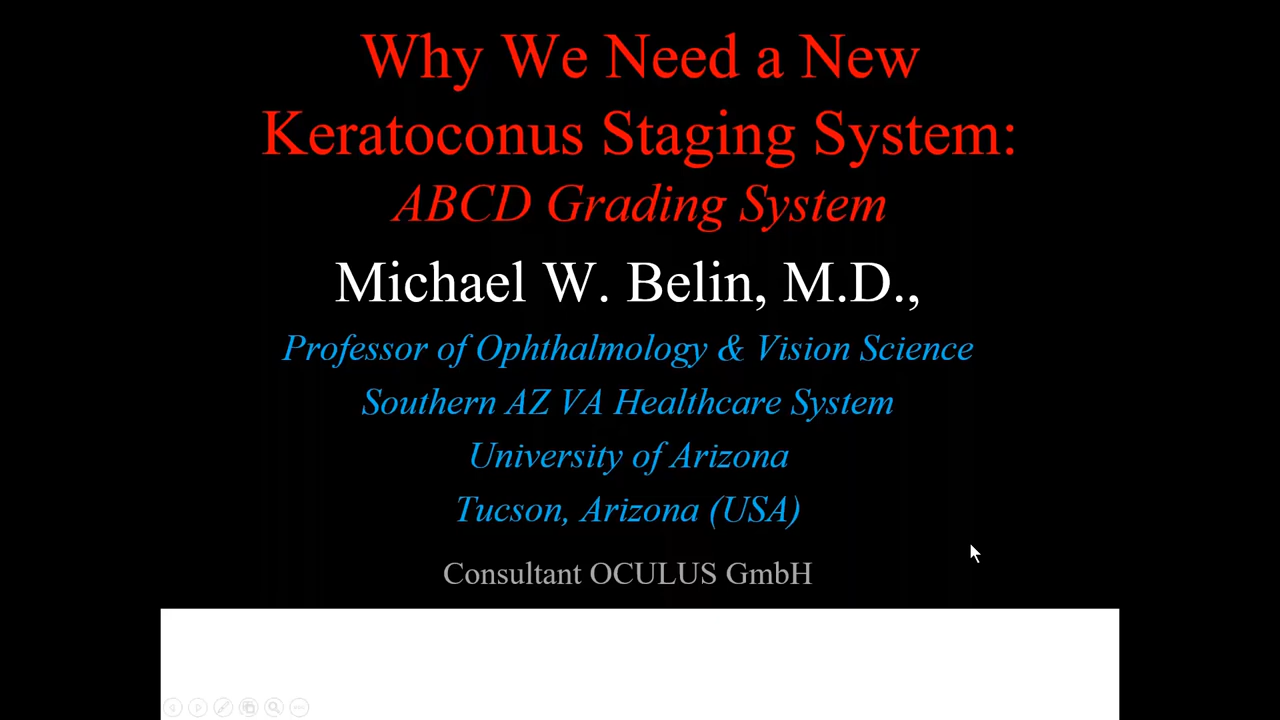 Why We Need a New
Keratoconus Staging System:
ABCD Grading System
Michael W. Belin, M.D.,
Professor of Ophthalmology & Vision Science
Southern AZ VA Healthcare System
University of Arizona
Tucson, Arizona (USA)
Consultant OCULUS GmbH